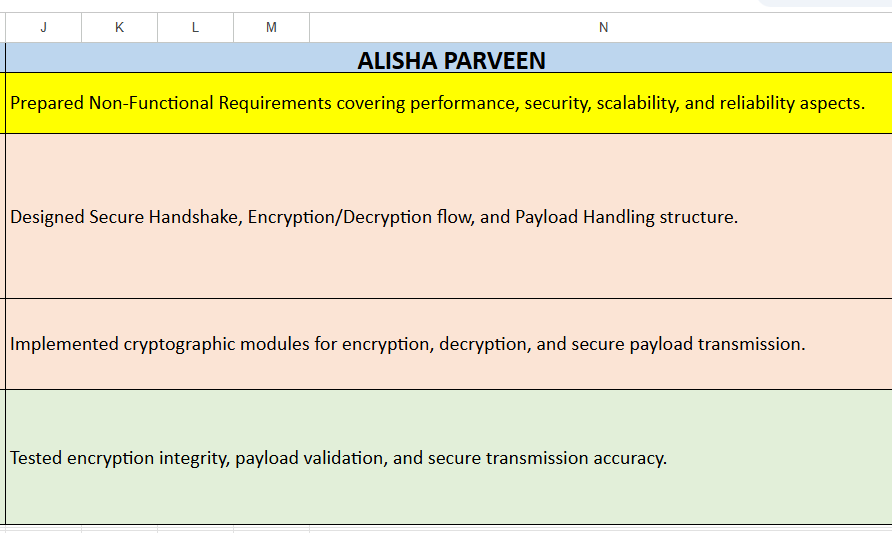 J K L M N
ALISHA PARVEEN
Prepared Non-Functional Requirements covering performance, security, scalability, and reliability aspects.
Designed Secure Handshake, Encryption/Decryption flow, and Payload Handling structure.
Implemented cryptographic modules for encryption, decryption, and secure payload transmission.
Tested encryption integrity, payload validation, and secure transmission accuracy.